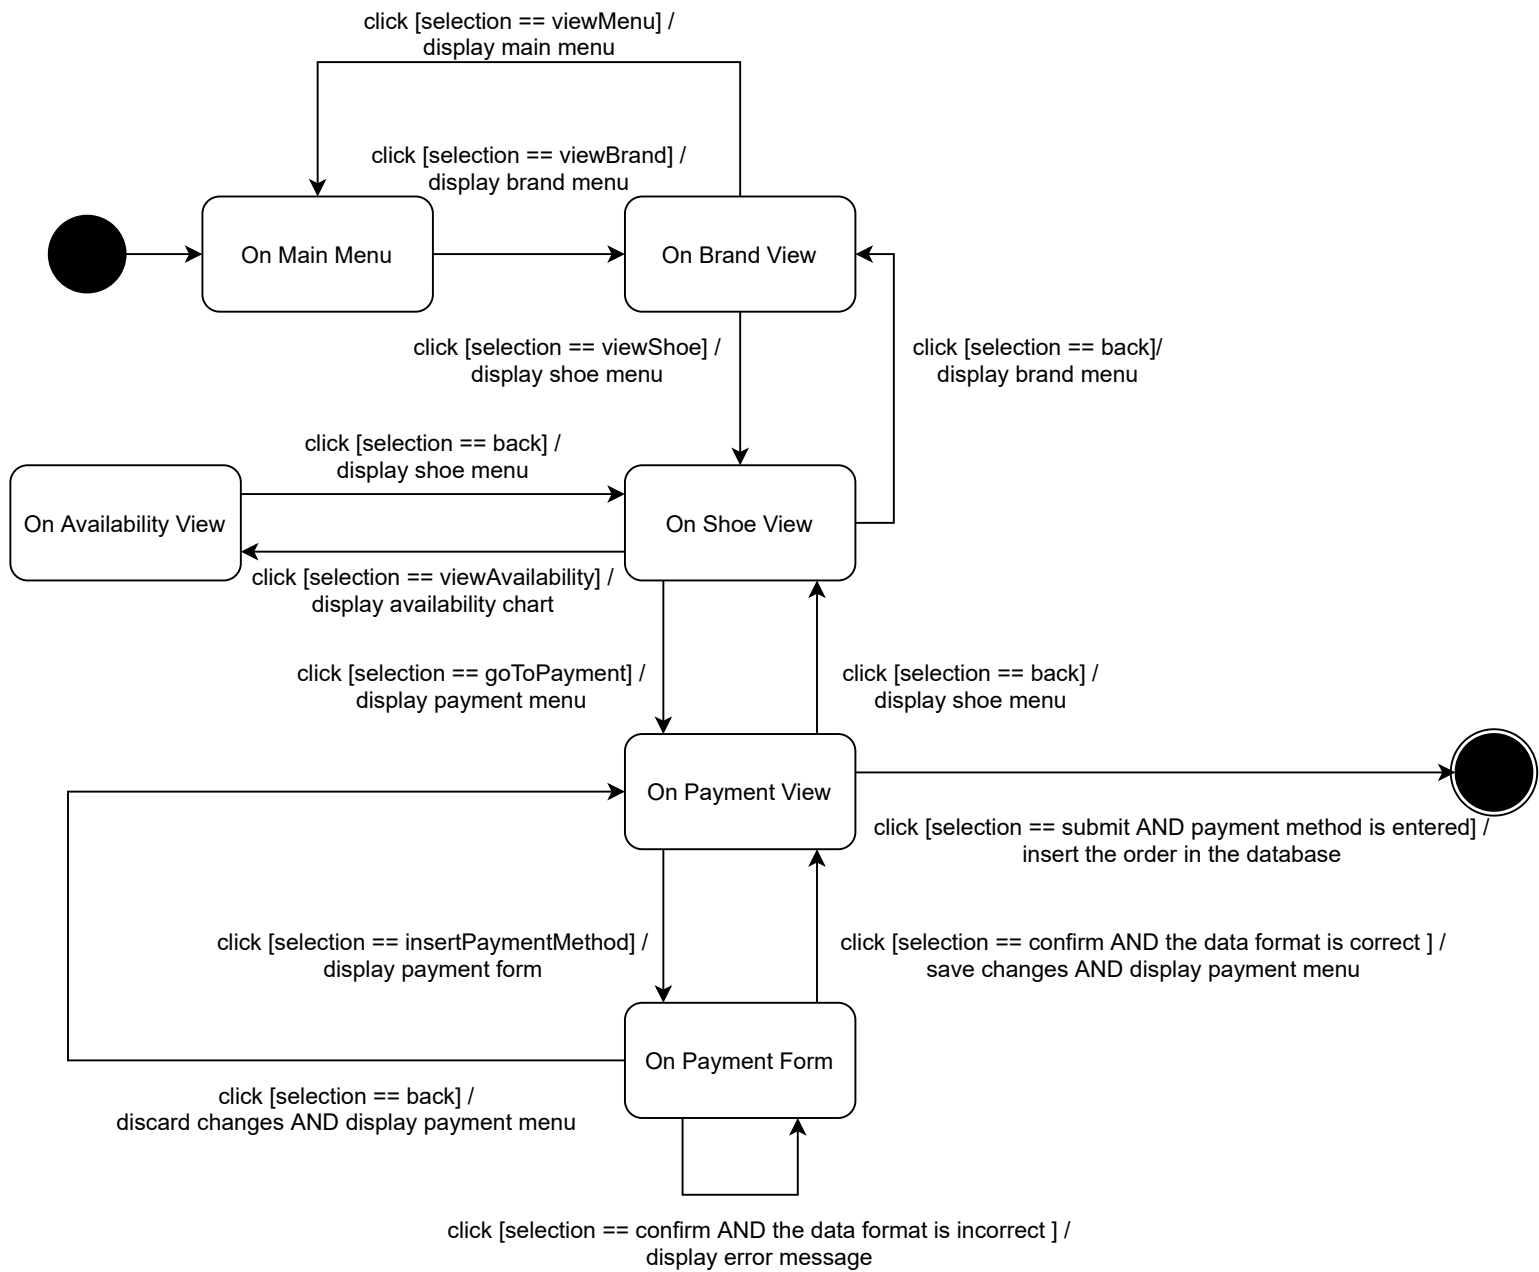 click [selection == viewMenu] /
display main menu
click [selection == viewBrand] /
display brand menu
On Main Menu
On Brand View
click [selection == viewShoe] /
display shoe menu
click [selection == back]/
display brand menu
click [selection == back] /
display shoe menu
On Availability View
On Shoe View
click [selection == viewAvailability] /
display availability chart
click [selection == goToPayment] /
display payment menu
click [selection == back] /
display shoe menu
On Payment View
click [selection == submit AND payment method is entered] /
insert the order in the database
click [selection == insertPaymentMethod] /
display payment form
click [selection == confirm AND the data format is correct ] /
save changes AND display payment menu
On Payment Form
click [selection == back] /
discard changes AND display payment menu
click [selection == confirm AND the data format is incorrect ] /
display error message